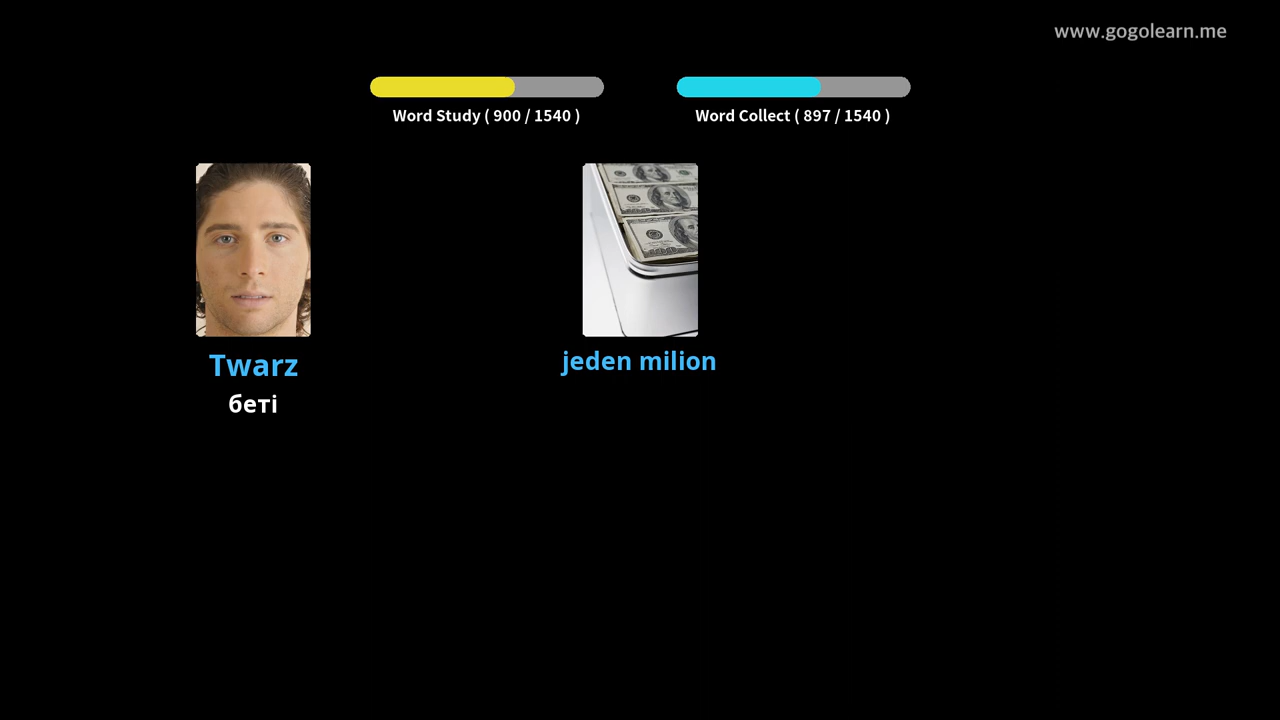 www.gogolearn.me
Word Study ( 900 / 1540 )
Word Collect ( 897 / 1540 )
Twarz
беті
jeden milion